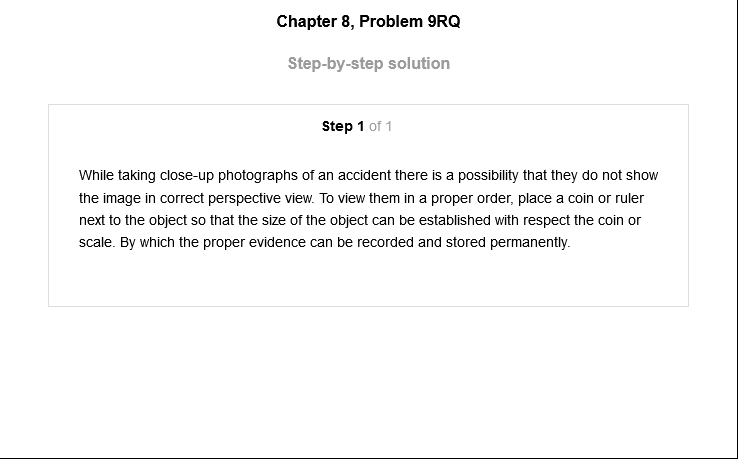 Chapter 8, Problem 9RQ
Step-by-step solution
Step 1 of 1
While taking close-up photographs of an accident there is a possibility that they do not show
the image in correct perspective view. To view them in a proper order, place a coin or ruler
next to the object so that the size of the object can be established with respect the coin or
scale. By which the proper evidence can be recorded and stored permanently.